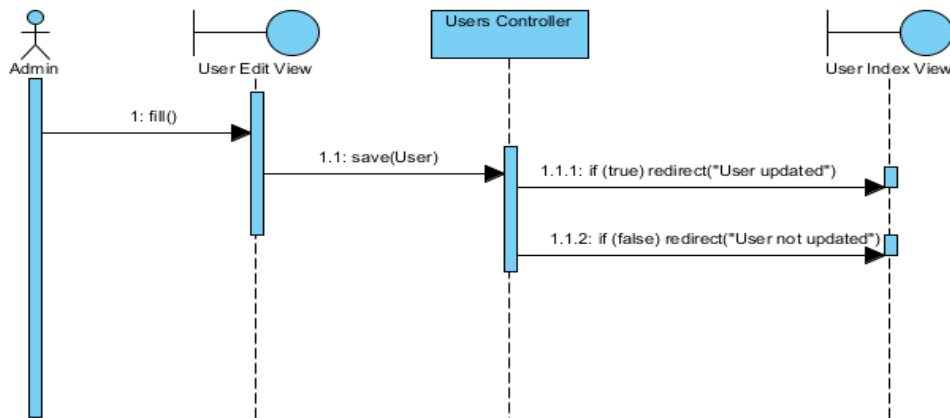 Users Controller
Admin
User Edit View
User Index View
1: fill()
1.1: save(User)
1.1.1: if (true) redirect("User updated")
1.1.2: if (false) redirect("User not updated")